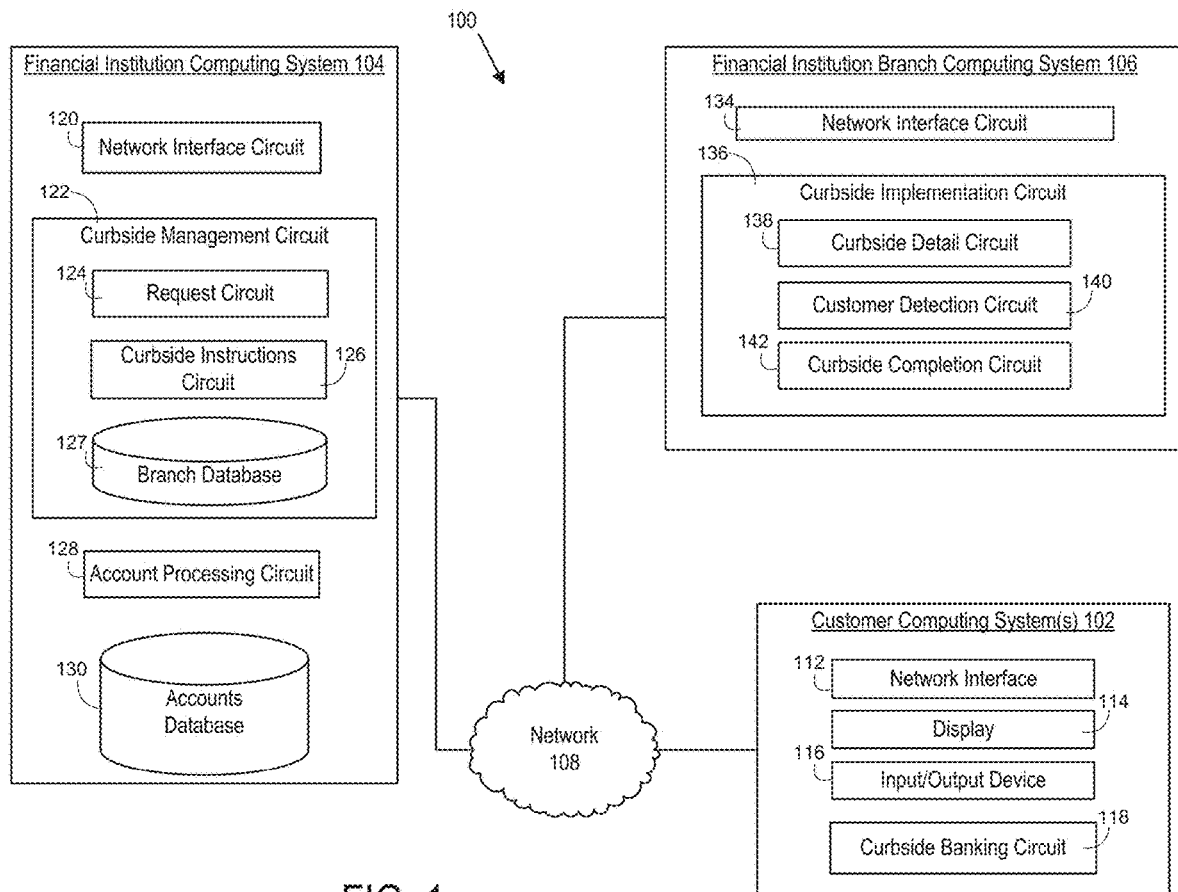 100
Financial Institution Computing System 104
120
Network Interface Circuit
122
Curbside Management Circuit
124
Request Circuit
Curbside Instructions
Circuit
126
127
Branch Database
128
Account Processing Circuit
130
Accounts
Database
Financial Institution Branch Computing System 106
134
Network Interface Circuit
136
Curbside Implementation Circuit
138
Curbside Detail Circuit
Customer Detection Circuit
140
142
Curbside Completion Circuit
Network
108
Customer Computing System(s) 102
112
Network Interface
114
Display
116
Input/Output Device
118
Curbside Banking Circuit
FIG. 1